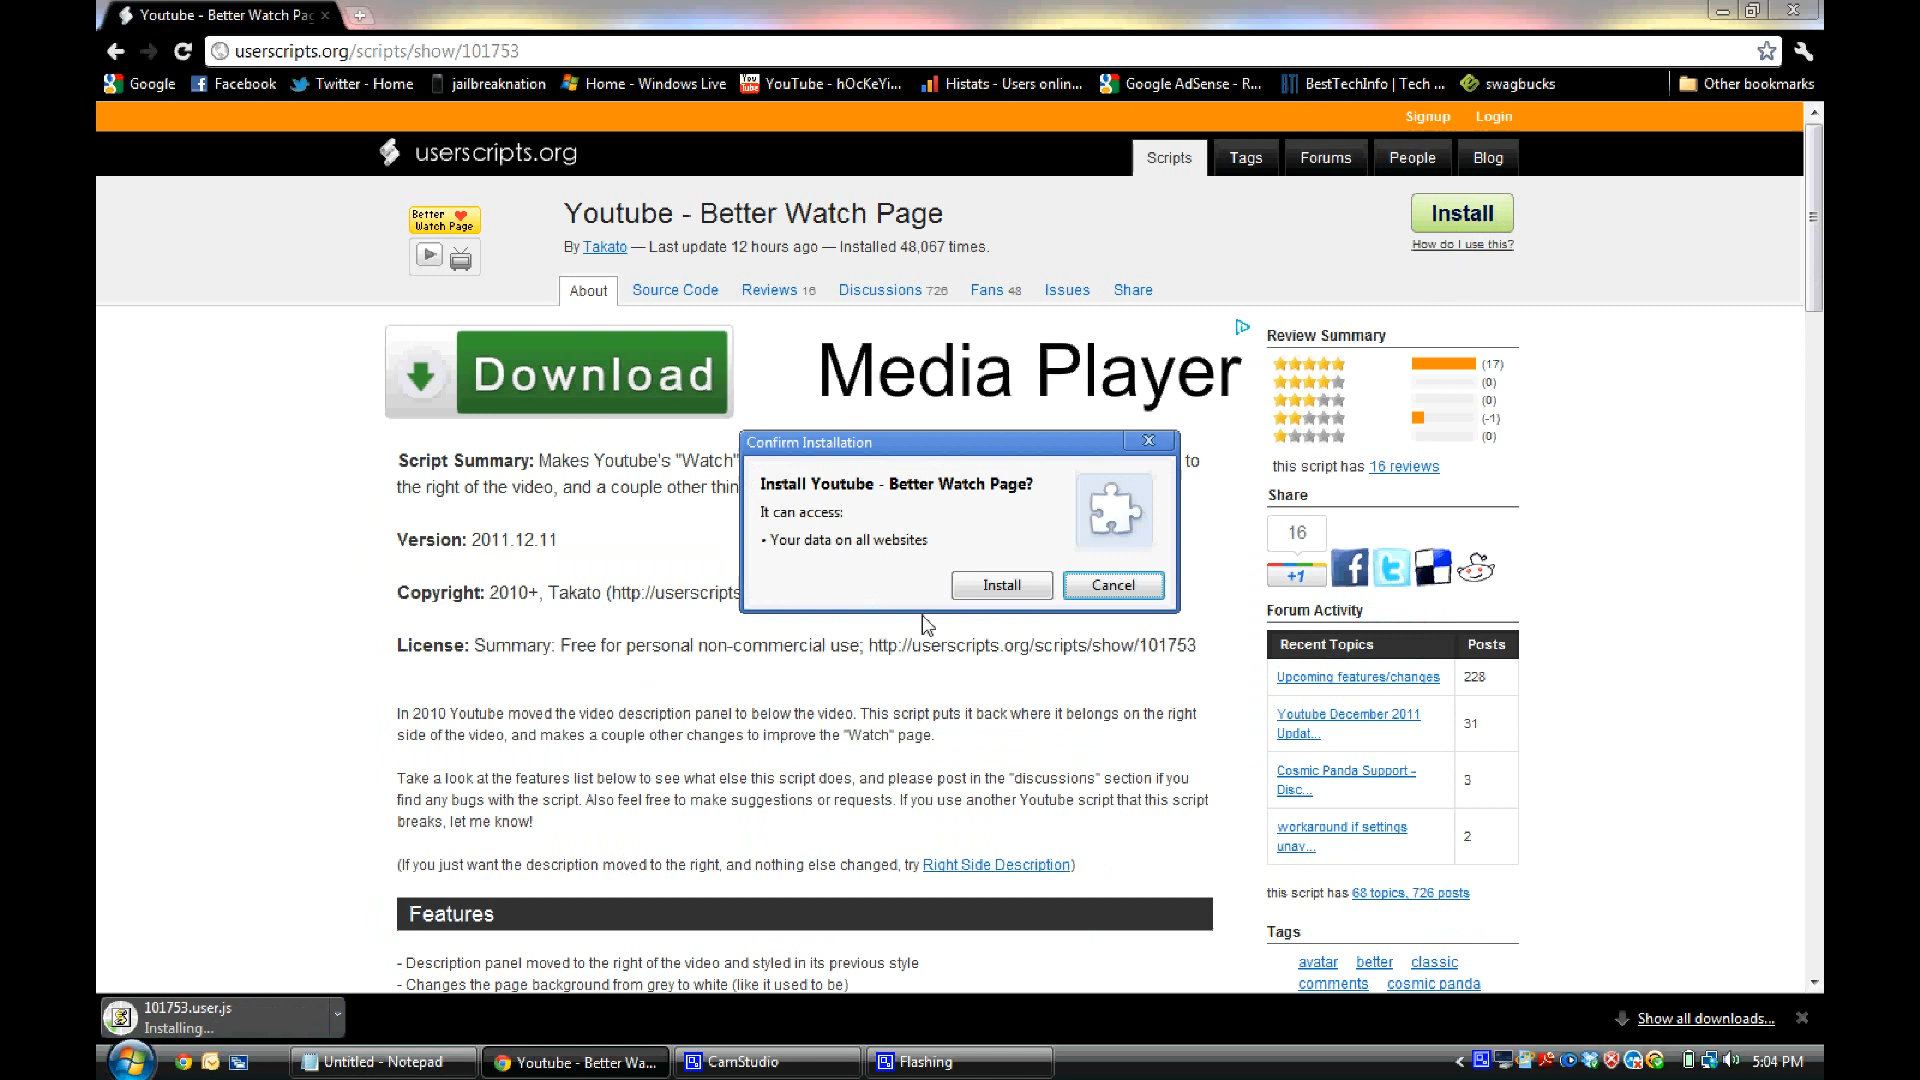 Youtube - Better Watch Pag
userscripts.org/scripts/show/101753
Google
Facebook
Twitter - Home
jailbreaknation
Home - Windows Live
YouTube - hOcKeYi...
Histats - Users onlin...
Google AdSense - R...
BestTechInfo | Tech ...
swagbucks
Other bookmarks
Signup Login
userscripts.org
Scripts Tags Forums People Blog
Better
Watch Page
Youtube - Better Watch Page
By Takato — Last update 12 hours ago — Installed 48,067 times.
Install
How do I use this?
About Source Code Reviews 16 Discussions 726 Fans 48 Issues Share
Download
Media Player
Script Summary: Makes Youtube's "Watch" to
the right of the video, and a couple other thin
Version: 2011.12.11
Copyright: 2010+, Takato (http://userscripts
License: Summary: Free for personal non-commercial use; http://userscripts.org/scripts/show/101753
Confirm Installation
Install Youtube - Better Watch Page?
It can access:
- Your data on all websites
Install Cancel
In 2010 Youtube moved the video description panel to below the video. This script puts it back where it belongs on the right
side of the video, and makes a couple other changes to improve the "Watch" page.
Take a look at the features list below to see what else this script does, and please post in the "discussions" section if you
find any bugs with the script. Also feel free to make suggestions or requests. If you use another Youtube script that this script
breaks, let me know!
(If you just want the description moved to the right, and nothing else changed, try Right Side Description)
Features
- Description panel moved to the right of the video and styled in its previous style
- Changes the page background from grey to white (like it used to be)
Review Summary
(17)
(0)
(0)
(-1)
(0)
this script has 16 reviews
Share
16
+1
Forum Activity
Recent Topics Posts
Upcoming features/changes 228
Youtube December 2011
Updat... 31
Cosmic Panda Support -
Disc... 3
workaround if settings
unav... 2
this script has 68 topics, 726 posts
Tags
avatar better classic
comments cosmic panda
101753.user.js
Installing...
Show all downloads...
Untitled - Notepad
Youtube - Better Wa...
CamStudio
Flashing
5:04 PM